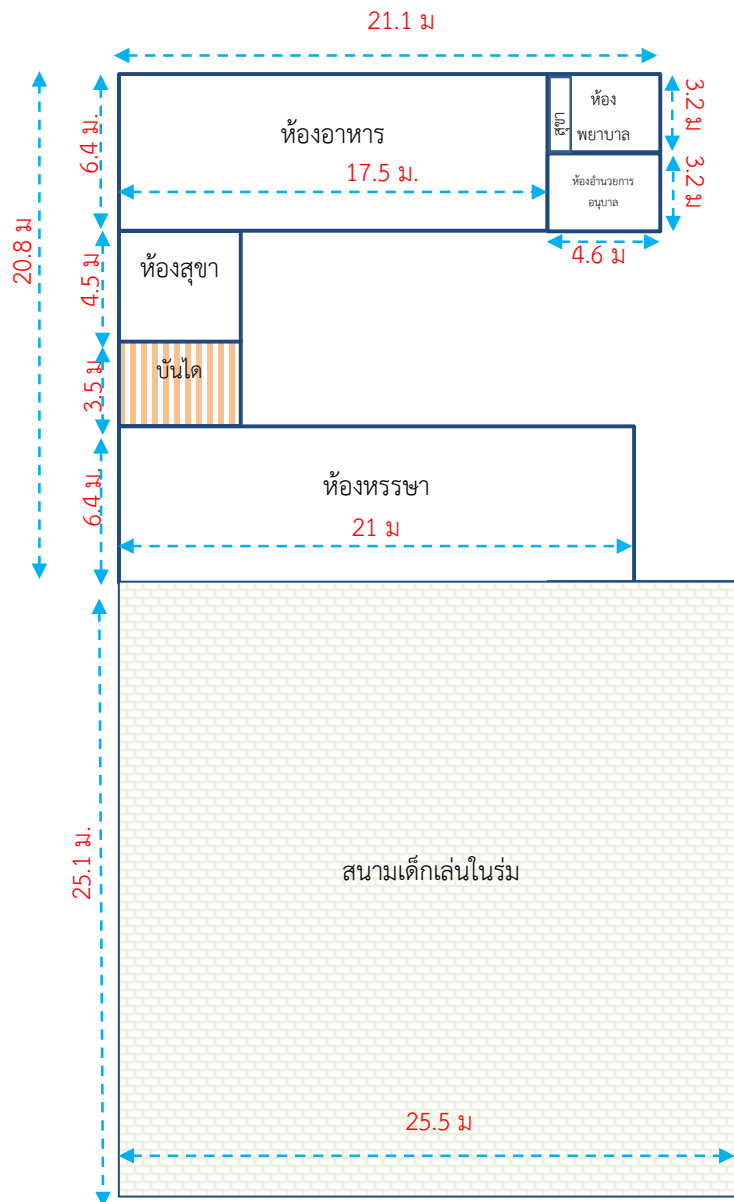 21.1 ม
ห้องอาหาร
17.5 ม.
สุขา
ห้อง
พยาบาล
3.2 ม
ห้องอำนวยการ
อนุบาล
3.2 ม
4.6 ม
6.4 ม.
20.8 ม
4.5 ม
ห้องสุขา
3.5 ม
บันได
6.4 ม.
ห้องหรรษา
21 ม
25.1 ม.
สนามเด็กเล่นในร่ม
25.5 ม